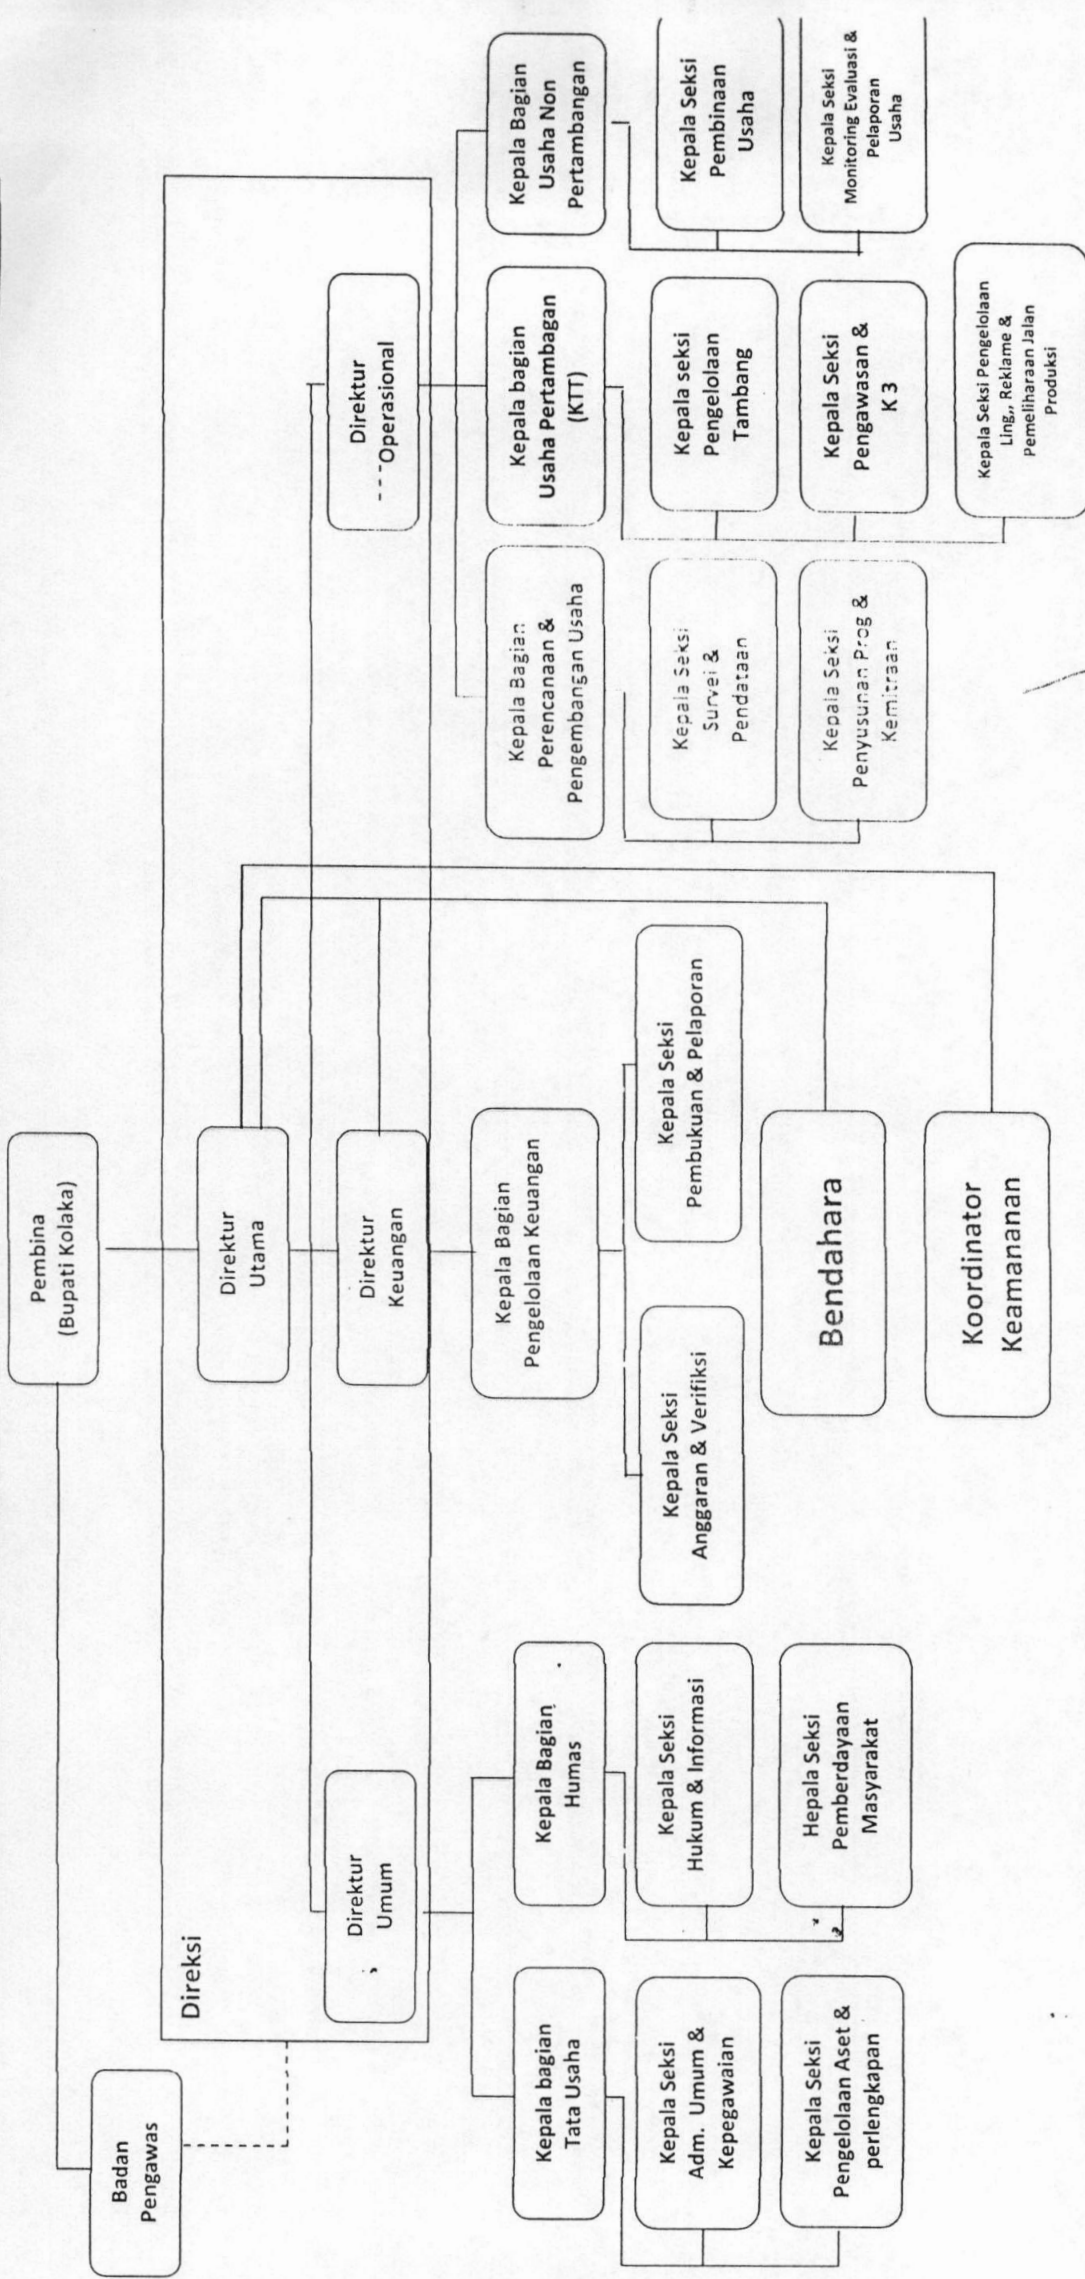 Pembina
(Bupati Kolaka)
Badan
Pengawas
Direksi
Direktur
Utama
Direktur
Umum
Direktur
Keuangan
Direktur
Operasional
Kepala bagian
Tata Usaha
Kepala Bagian
Humas
Kepala Bagian
Pengelolaan Keuangan
Kepala Bagian
Perencanaan &
Pengembangan Usaha
Kepala bagian
Usaha Pertambagan
(KTT)
Kepala Bagian
Usaha Non
Pertambangan
Kepala Seksi
Adm. Umum &
Kepegawaian
Kepala Seksi
Hukum & Informasi
Kepala Seksi
Anggaran & Verifiksi
Kepala Seksi
Pembukuan & Pelaporan
Kepala Seksi
Survei &
Pendataan
Kepala seksi
Pengelolaan
Tambang
Kepala Seksi
Pembinaan
Usaha
Kepala Seksi
Pengelolaan Aset &
perlengkapan
Hepala Seksi
Pemberdayaan
Masyarakat
Bendahara
Kepala Seksi
Penyusunan Prog &
Kemitraan
Kepala Seksi
Pengawasan &
K 3
Kepala Seksi
Monitoring Evaluasi &
Pelaporan
Usaha
Koordinator
Keamananan
Kepala Seksi Pengelolaan
Ling,, Reklame &
Pemeliharaan Jalan
Produksi